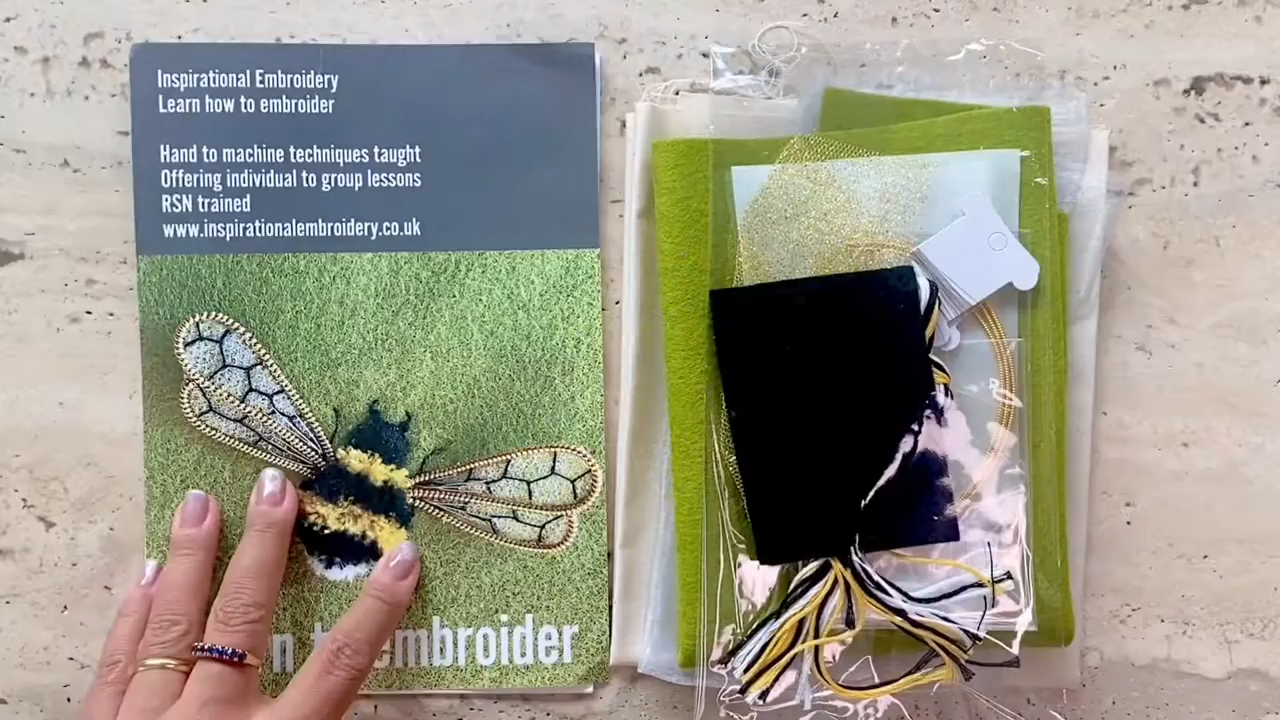 Inspirational Embroidery
Learn how to embroider
Hand to machine techniques taught
Offering individual to group lessons
RSN trained
www.inspirationalembroidery.co.uk
embroider